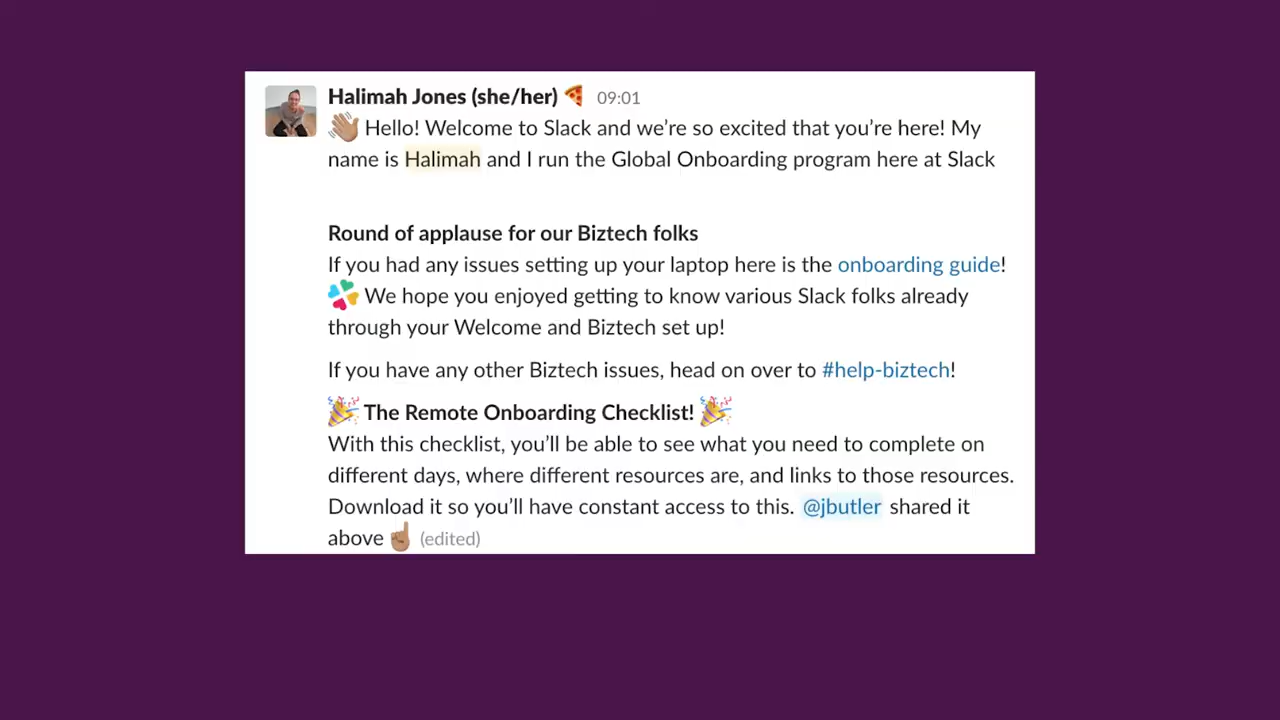 Halimah Jones (she/her) 🍕 09:01
👋🏽 Hello! Welcome to Slack and we’re so excited that you’re here! My
name is Halimah and I run the Global Onboarding program here at Slack
Round of applause for our Biztech folks
If you had any issues setting up your laptop here is the onboarding guide!
We hope you enjoyed getting to know various Slack folks already
through your Welcome and Biztech set up!
If you have any other Biztech issues, head on over to #help-biztech!
🎉 The Remote Onboarding Checklist! 🎉
With this checklist, you’ll be able to see what you need to complete on
different days, where different resources are, and links to those resources.
Download it so you’ll have constant access to this. @jbutler shared it
above ☝🏽 (edited)